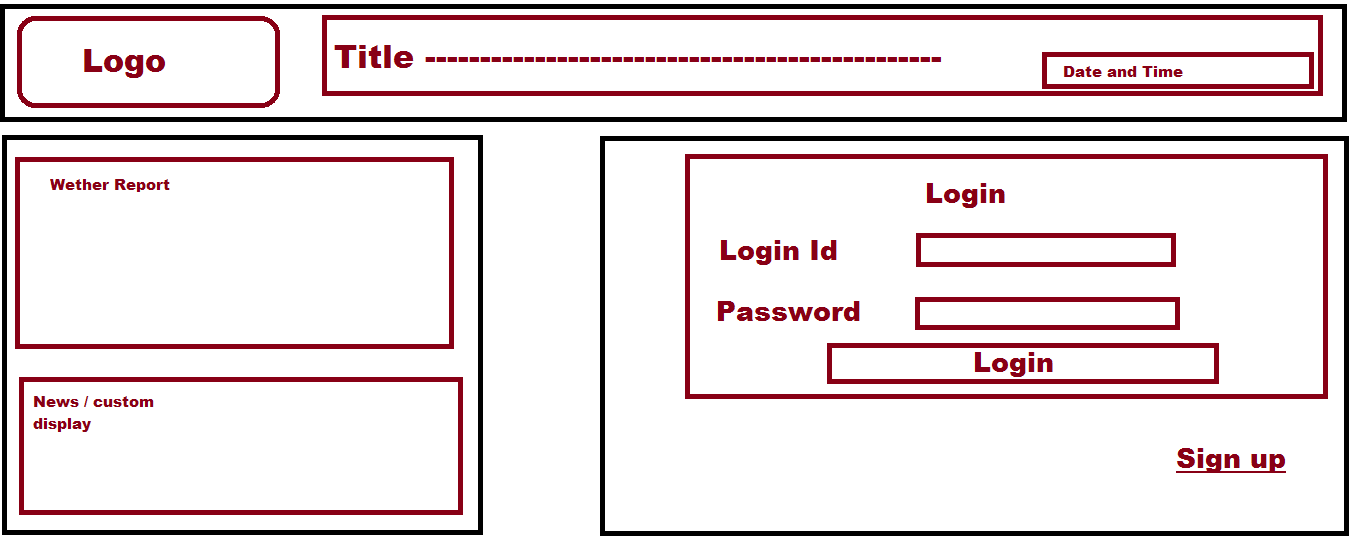 Logo
Title -----------------------------------------------
Date and Time
Wether Report
News / custom
display
Login
Login Id
Password
Login
Sign up